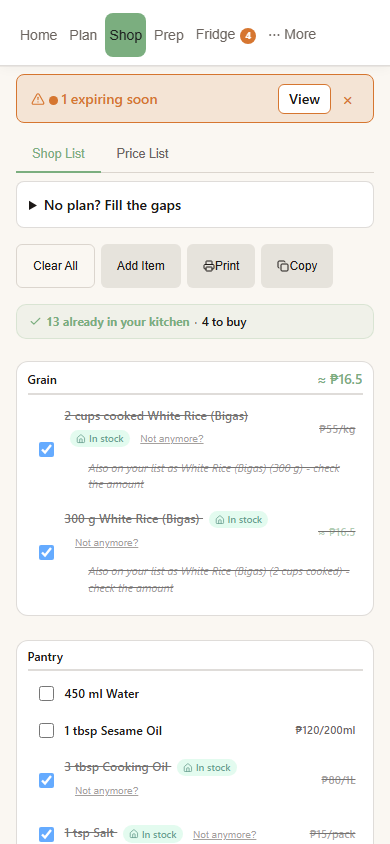 Home Plan Shop Prep Fridge 4 ··· More
1 expiring soon View ×
Shop List Price List
▶ No plan? Fill the gaps
Clear All Add Item Print Copy
✓ 13 already in your kitchen · 4 to buy
Grain ≈ ₱16.5
2 cups cooked White Rice (Bigas)
In stock Not anymore? ₱55/kg
Also on your list as White Rice (Bigas) (300 g) - check
the amount
300 g White Rice (Bigas) In stock
Not anymore? ≈ ₱16.5
Also on your list as White Rice (Bigas) (2 cups cooked) -
check the amount
Pantry
450 ml Water
1 tbsp Sesame Oil ₱120/200ml
3 tbsp Cooking Oil In stock
Not anymore? ₱80/1L
1 tsp Salt In stock Not anymore? ₱15/pack